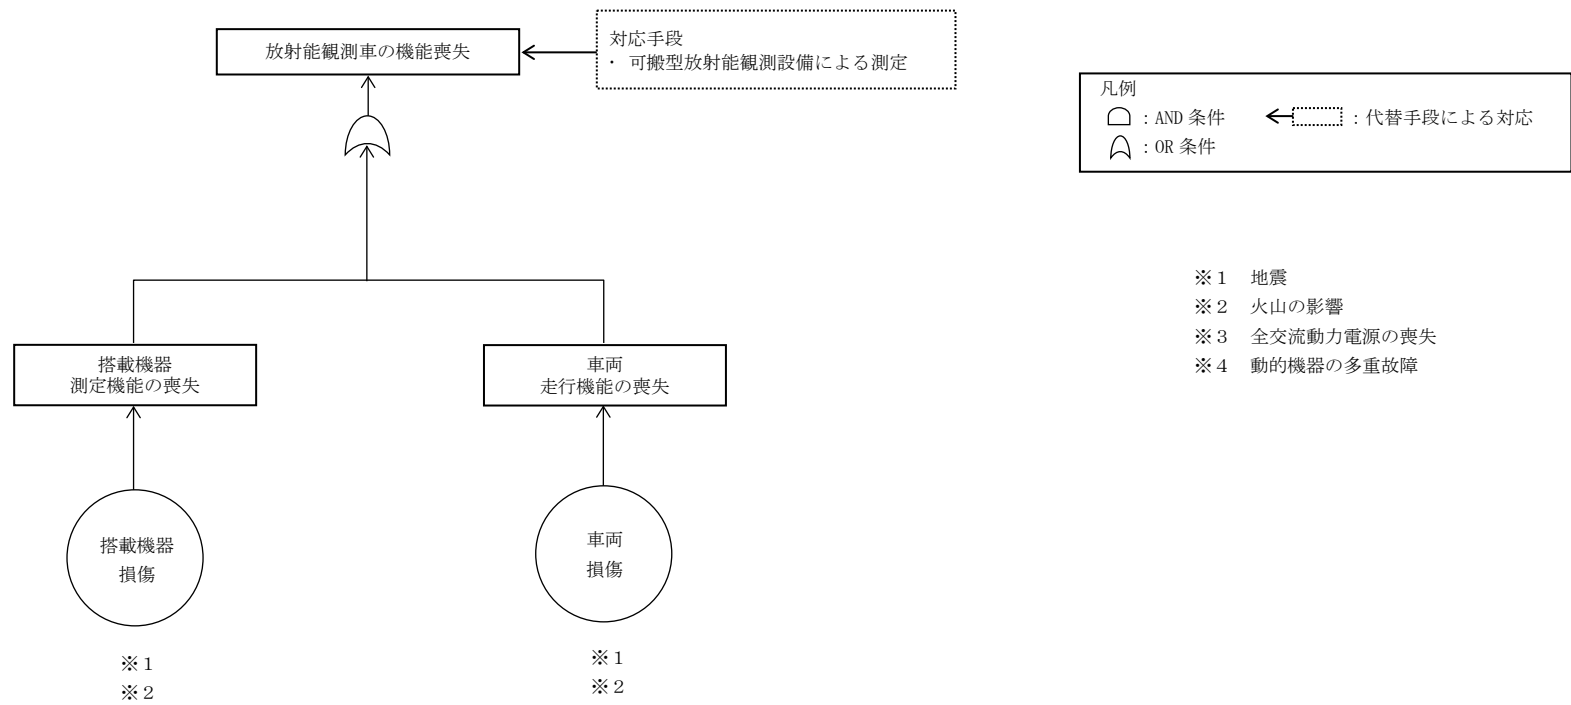 放射能観測車の機能喪失
対応手段
・ 可搬型放射能観測設備による測定
凡例
：AND 条件
：代替手段による対応
：OR 条件
※１ 地震
※２ 火山の影響
※３ 全交流動力電源の喪失
※４ 動的機器の多重故障
搭載機器
測定機能の喪失
車両
走行機能の喪失
搭載機器
損傷
車両
損傷
※１
※２
※１
※２